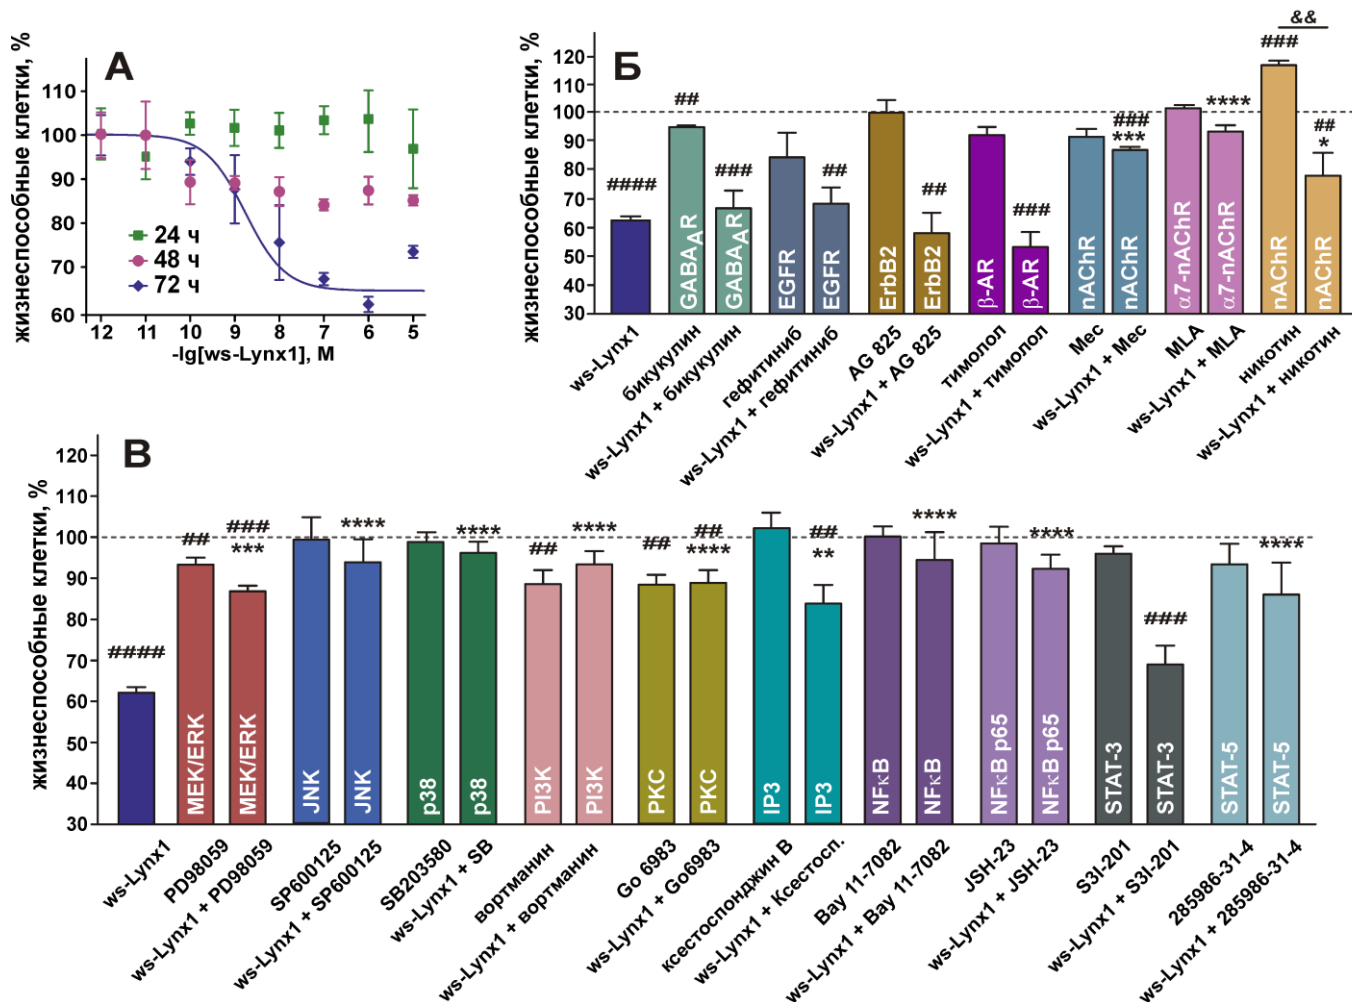 А
жизнеспособные клетки, %
110
100
90
80
70
60
24 ч
48 ч
72 ч
12 11 10 9 8 7 6 5
-lg[ws-Lynx1], M
Б
жизнеспособные клетки, %
120
110
100
90
80
70
60
50
40
30
&&
####
##
###
##
##
###
###
***
****
###
##
*
GABAAR
GABAAR
EGFR
EGFR
ErbB2
ErbB2
β-AR
β-AR
nAChR
nAChR
α7-nAChR
α7-nAChR
nAChR
nAChR
ws-Lynx1
бикукулин
ws-Lynx1 + бикукулин
гефитиниб
ws-Lynx1 + гефитиниб
AG 825
ws-Lynx1 + AG 825
тимолол
ws-Lynx1 + тимолол
Mec
ws-Lynx1 + Mec
MLA
ws-Lynx1 + MLA
никотин
ws-Lynx1 + никотин
В
жизнеспособные клетки, %
120
110
100
90
80
70
60
50
40
30
####
##
###
***
****
****
##
****
##
##
****
##
**
****
****
###
****
MEK/ERK
MEK/ERK
JNK
JNK
p38
p38
PI3K
PI3K
PKC
PKC
IP3
IP3
NFκB
NFκB
NFκB p65
NFκB p65
STAT-3
STAT-3
STAT-5
STAT-5
ws-Lynx1
PD98059
ws-Lynx1 + PD98059
SP600125
ws-Lynx1 + SP600125
SB203580
ws-Lynx1 + SB
вортманин
ws-Lynx1 + вортманин
Go 6983
ws-Lynx1 + Go6983
ксестоспонджин B
ws-Lynx1 + Ксестосп.
Bay 11-7082
ws-Lynx1 + Bay 11-7082
JSH-23
ws-Lynx1 + JSH-23
S3I-201
ws-Lynx1 + S3I-201
285986-31-4
ws-Lynx1 + 285986-31-4